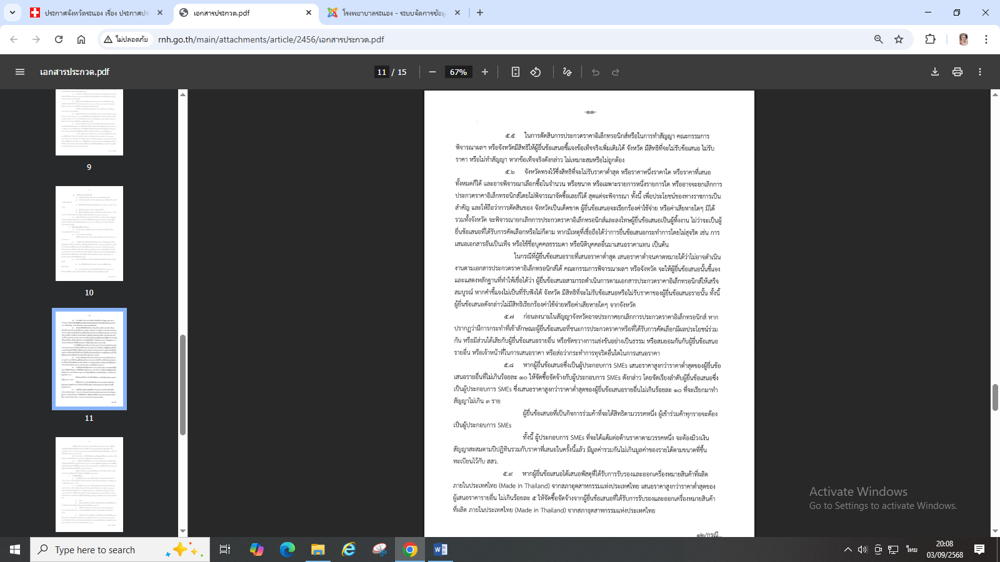 ประกาศจังหวัดระนอง เรื่อง ประกาศประ
เอกสารประกวด.pdf
โรงพยาบาลระนอง - ระบบจัดการข้อมู
ไม่ปลอดภัย
rnh.go.th/main/attachments/article/2456/เอกสารประกวด.pdf
เอกสารประกวด.pdf
11 / 15
67%
9
10
11
-๑๑-
๕.๕ ในการตัดสินการประกวดราคาอิเล็กทรอนิกส์หรือในการทำสัญญา คณะกรรมการ
พิจารณาผลฯ หรือจังหวัดมีสิทธิให้ผู้ยื่นข้อเสนอชี้แจงข้อเท็จจริงเพิ่มเติมได้ จังหวัด มีสิทธิที่จะไม่รับข้อเสนอ ไม่รับ
ราคา หรือไม่ทำสัญญา หากข้อเท็จจริงดังกล่าว ไม่เหมาะสมหรือไม่ถูกต้อง
๕.๖ จังหวัดทรงไว้ซึ่งสิทธิที่จะไม่รับราคาต่ำสุด หรือราคาหนึ่งราคาใด หรือราคาที่เสนอ
ทั้งหมดก็ได้ และอาจพิจารณาเลือกซื้อในจำนวน หรือขนาด หรือเฉพาะรายการหนึ่งรายการใด หรืออาจจะยกเลิกการ
ประกวดราคาอิเล็กทรอนิกส์โดยไม่พิจารณาจัดซื้อเลยก็ได้ สุดแต่จะพิจารณา ทั้งนี้ เพื่อประโยชน์ของทางราชการเป็น
สำคัญ และให้ถือว่าการตัดสินของ จังหวัดเป็นเด็ดขาด ผู้ยื่นข้อเสนอจะเรียกร้องค่าใช้จ่าย หรือค่าเสียหายใดๆ มิได้
รวมทั้งจังหวัด จะพิจารณายกเลิกการประกวดราคาอิเล็กทรอนิกส์และลงโทษผู้ยื่นข้อเสนอเป็นผู้ทิ้งงาน ไม่ว่าจะเป็นผู้
ยื่นข้อเสนอที่ได้รับการคัดเลือกหรือไม่ก็ตาม หากมีเหตุที่เชื่อถือได้ว่าการยื่นข้อเสนอกระทำการโดยไม่สุจริต เช่น การ
เสนอเอกสารอันเป็นเท็จ หรือใช้ชื่อบุคคลธรรมดา หรือนิติบุคคลอื่นมาเสนอราคาแทน เป็นต้น
ในกรณีที่ผู้ยื่นข้อเสนอรายที่เสนอราคาต่ำสุด เสนอราคาต่ำจนคาดหมายได้ว่าไม่อาจดำเนิน
งานตามเอกสารประกวดราคาอิเล็กทรอนิกส์ได้ คณะกรรมการพิจารณาผลฯ หรือจังหวัด จะให้ผู้ยื่นข้อเสนอนั้นชี้แจง
และแสดงหลักฐานที่ทำให้เชื่อได้ว่า ผู้ยื่นข้อเสนอสามารถดำเนินการตามเอกสารประกวดราคาอิเล็กทรอนิกส์ให้เสร็จ
สมบูรณ์ หากคำชี้แจงไม่เป็นที่รับฟังได้ จังหวัด มีสิทธิที่จะไม่รับข้อเสนอหรือไม่รับราคาของผู้ยื่นข้อเสนอรายนั้น ทั้งนี้
ผู้ยื่นข้อเสนอดังกล่าวไม่มีสิทธิเรียกร้องค่าใช้จ่ายหรือค่าเสียหายใดๆ จากจังหวัด
๕.๗ ก่อนลงนามในสัญญาจังหวัดอาจประกาศยกเลิกการประกวดราคาอิเล็กทรอนิกส์ หาก
ปรากฏว่ามีการกระทำที่เข้าลักษณะผู้ยื่นข้อเสนอที่ชนะการประกวดราคาหรือที่ได้รับการคัดเลือกมีผลประโยชน์ร่วม
กัน หรือมีส่วนได้เสียกับผู้ยื่นข้อเสนอรายอื่น หรือขัดขวางการแข่งขันอย่างเป็นธรรม หรือสมยอมกันกับผู้ยื่นข้อเสนอ
รายอื่น หรือเจ้าหน้าที่ในการเสนอราคา หรือส่อว่ากระทำการทุจริตอื่นใดในการเสนอราคา
๕.๘ หากผู้ยื่นข้อเสนอซึ่งเป็นผู้ประกอบการ SMEs เสนอราคาสูงกว่าราคาต่ำสุดของผู้ยื่นข้อ
เสนอรายอื่นที่ไม่เกินร้อยละ ๑๐ ให้จัดซื้อจัดจ้างกับผู้ประกอบการ SMEs ดังกล่าว โดยจัดเรียงลำดับผู้ยื่นข้อเสนอซึ่ง
เป็นผู้ประกอบการ SMEs ซึ่งเสนอราคาสูงกว่าราคาต่ำสุดของผู้ยื่นข้อเสนอรายอื่นไม่เกินร้อยละ ๑๐ ที่จะเรียกมาทำ
สัญญาไม่เกิน ๓ ราย
ผู้ยื่นข้อเสนอที่เป็นกิจการร่วมค้าที่จะได้สิทธิตามวรรคหนึ่ง ผู้เข้าร่วมค้าทุกรายจะต้อง
เป็นผู้ประกอบการ SMEs
ทั้งนี้ ผู้ประกอบการ SMEs ที่จะได้แต้มต่อด้านราคาตามวรรคหนึ่ง จะต้องมีวงเงิน
สัญญาสะสมตามปีปฏิทินรวมกับราคาที่เสนอในครั้งนี้แล้ว มีมูลค่ารวมกันไม่เกินมูลค่าของรายได้ตามขนาดที่ขึ้น
ทะเบียนไว้กับ สสว.
๕.๙ หากผู้ยื่นข้อเสนอได้เสนอพัสดุที่ได้รับการรับรองและออกเครื่องหมายสินค้าที่ผลิต
ภายในประเทศไทย (Made in Thailand) จากสภาอุตสาหกรรมแห่งประเทศไทย เสนอราคาสูงกว่าราคาต่ำสุดของ
ผู้เสนอราคารายอื่น ไม่เกินร้อยละ ๕ ให้จัดซื้อจัดจ้างจากผู้ยื่นข้อเสนอที่ได้รับการรับรองและออกเครื่องหมายสินค้า
ที่ผลิต ภายในประเทศไทย (Made in Thailand) จากสภาอุตสาหกรรมแห่งประเทศไทย
๑๒/กรณี...
Activate Windows
Go to Settings to activate Windows.
Type here to search
ไทย
20:08
03/09/2568